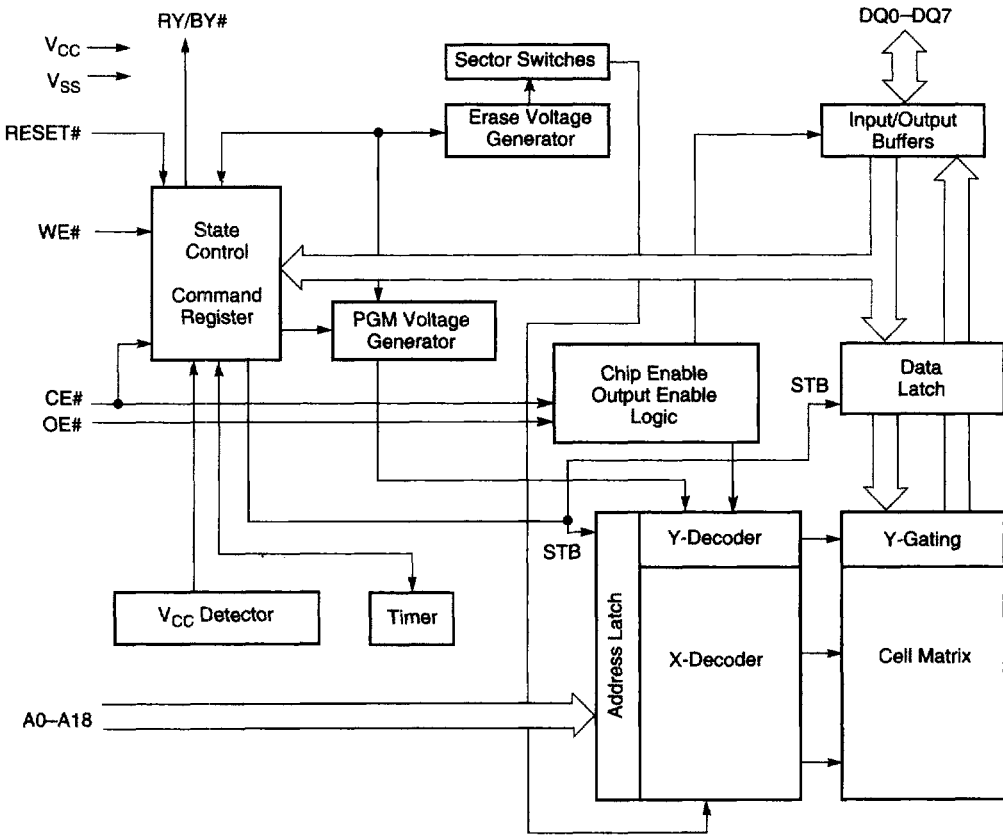 RY/BY#
DQ0–DQ7
VCC
VSS
Sector Switches
RESET#
Erase Voltage
Generator
Input/Output
Buffers
WE#
State
Control
Command
Register
PGM Voltage
Generator
Chip Enable
Output Enable
Logic
Data
Latch
STB
CE#
OE#
STB
Address Latch
Y-Decoder
Y-Gating
VCC Detector
Timer
X-Decoder
Cell Matrix
A0–A18